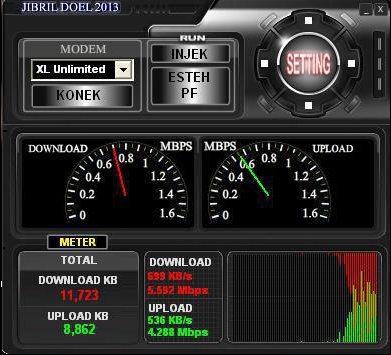 JIBRIL DOEL 2013
_ X
MODEM
XL Unlimited
KONEK
RUN
INJEK
ESTEH
PF
SETTING
DOWNLOAD
MBPS
0
0.2
0.4
0.6
0.8
1
1.2
1.4
1.6
MBPS
UPLOAD
0
0.2
0.4
0.6
0.8
1
1.2
1.4
1.6
METER
TOTAL
DOWNLOAD KB
11,723
UPLOAD KB
8,862
DOWNLOAD
699 KB/s
5.592 Mbps
UPLOAD
536 KB/s
4.288 Mbps